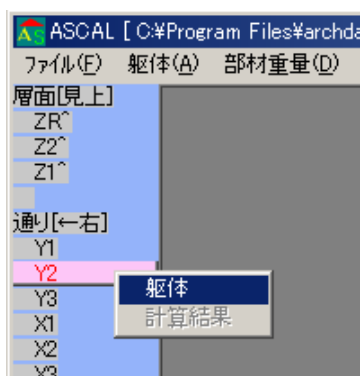 ASCAL [ C:¥Program Files¥archda
ファイル(F) 躯体(A) 部材重量(D)
層面[見上]
ZR^
Z2^
Z1^
通り[←右]
Y1
Y2
躯体
Y3
計算結果
X1
X2
X3